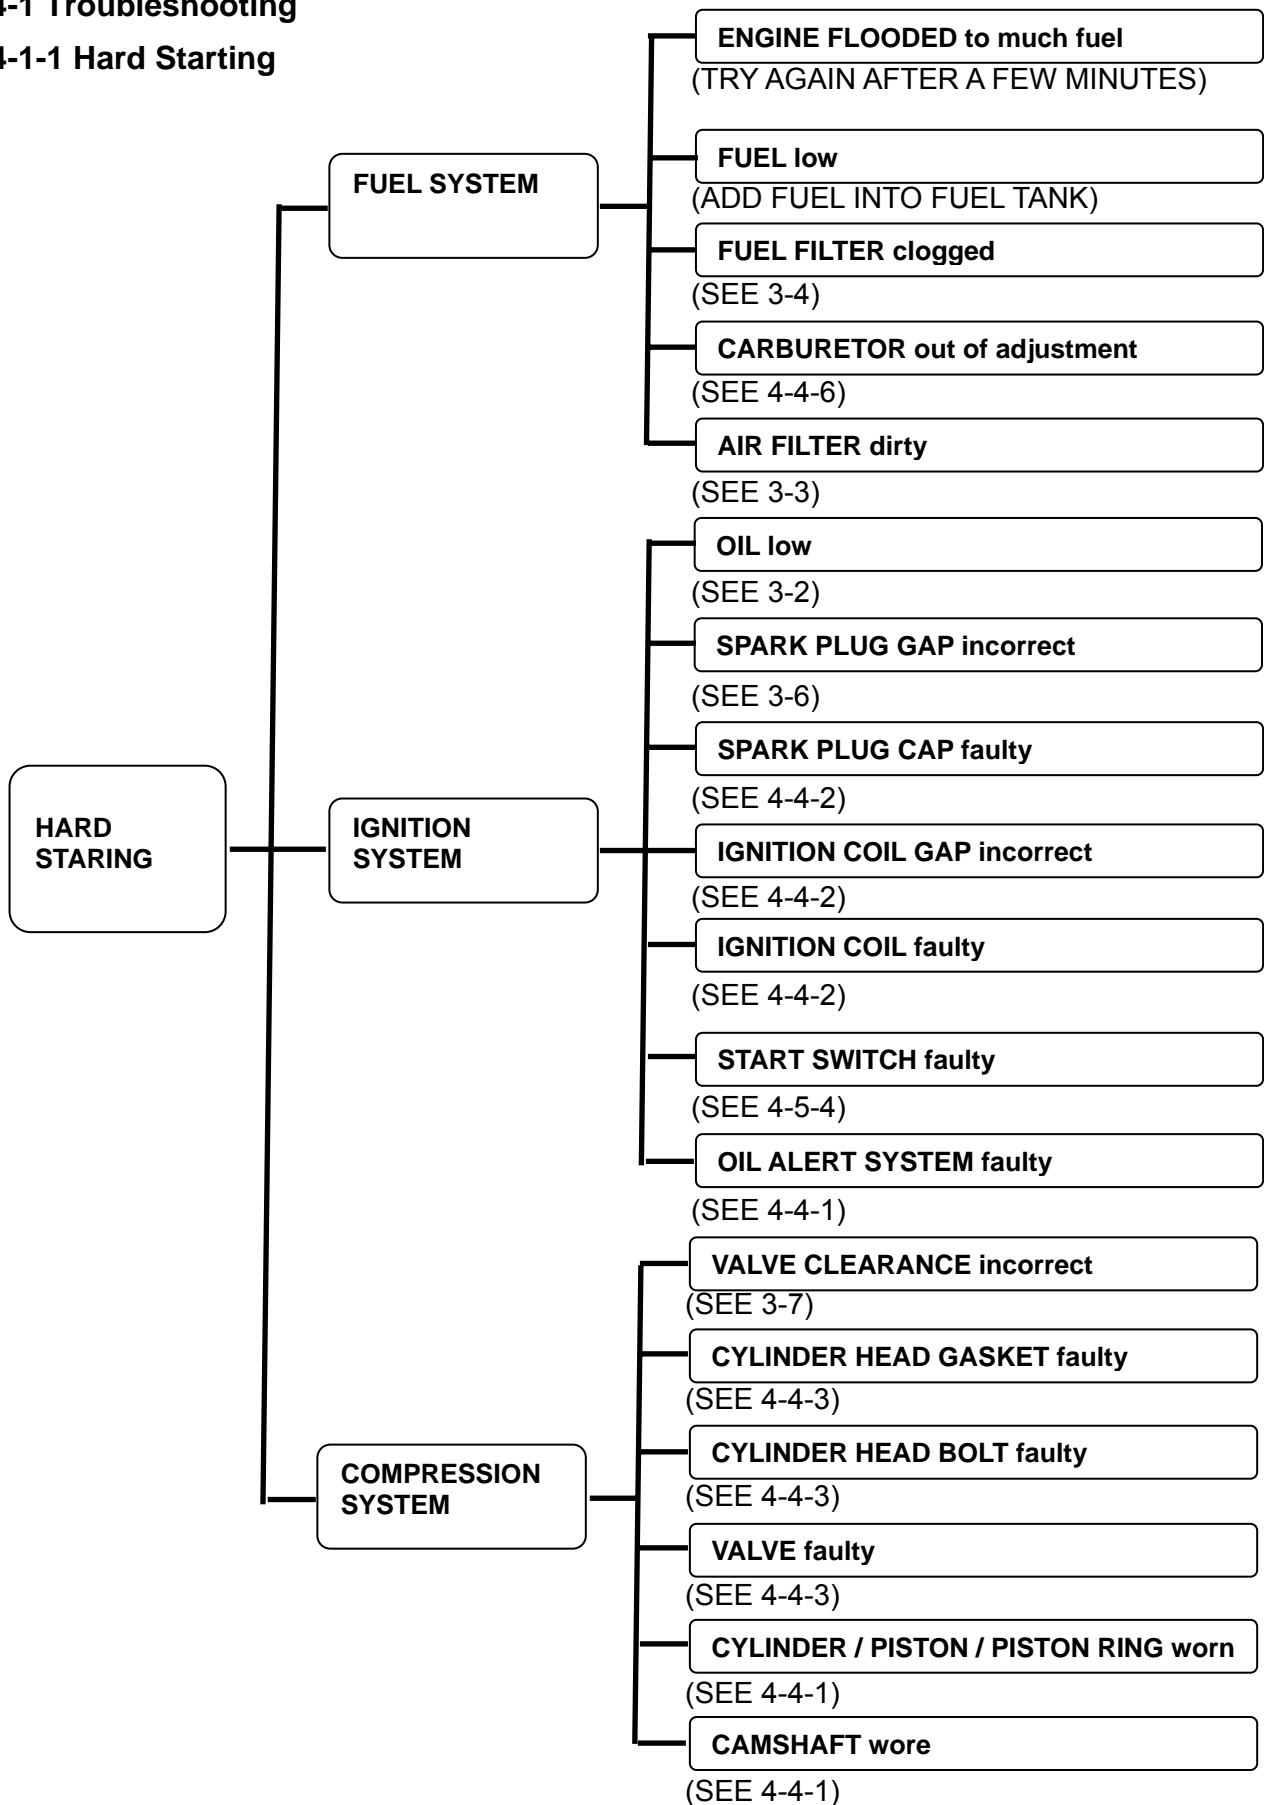 4-1 Troubleshooting
4-1-1 Hard Starting
HARD
STARING
FUEL SYSTEM
ENGINE FLOODED to much fuel
(TRY AGAIN AFTER A FEW MINUTES)
FUEL low
(ADD FUEL INTO FUEL TANK)
FUEL FILTER clogged
(SEE 3-4)
CARBURETOR out of adjustment
(SEE 4-4-6)
AIR FILTER dirty
(SEE 3-3)
IGNITION
SYSTEM
OIL low
(SEE 3-2)
SPARK PLUG GAP incorrect
(SEE 3-6)
SPARK PLUG CAP faulty
(SEE 4-4-2)
IGNITION COIL GAP incorrect
(SEE 4-4-2)
IGNITION COIL faulty
(SEE 4-4-2)
START SWITCH faulty
(SEE 4-5-4)
OIL ALERT SYSTEM faulty
(SEE 4-4-1)
COMPRESSION
SYSTEM
VALVE CLEARANCE incorrect
(SEE 3-7)
CYLINDER HEAD GASKET faulty
(SEE 4-4-3)
CYLINDER HEAD BOLT faulty
(SEE 4-4-3)
VALVE faulty
(SEE 4-4-3)
CYLINDER / PISTON / PISTON RING worn
(SEE 4-4-1)
CAMSHAFT wore
(SEE 4-4-1)